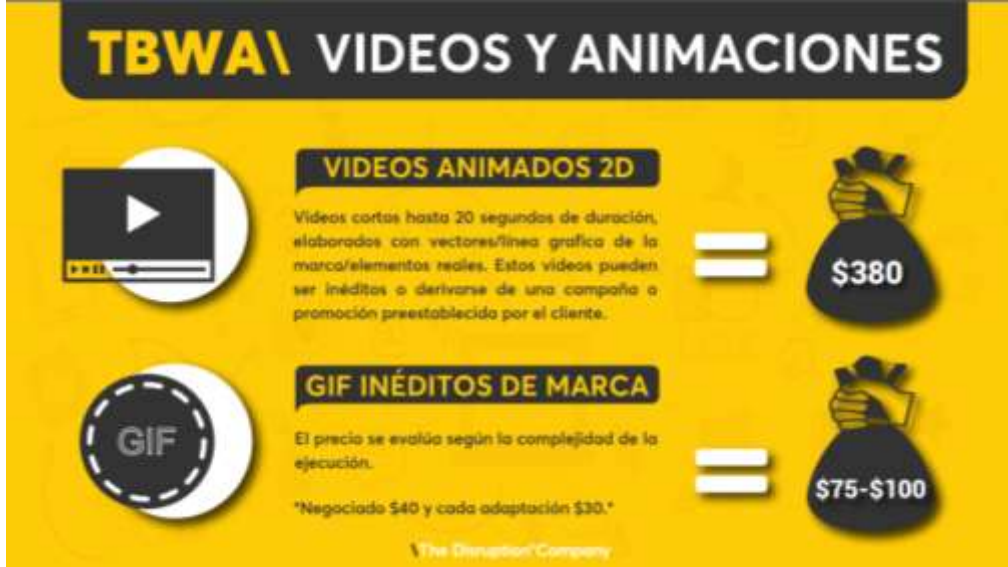 TBWA\ VIDEOS Y ANIMACIONES
VIDEOS ANIMADOS 2D
Videos cortos hasta 20 segundos de duración,
elaborados con vectores/línea grafica de la
marca/elementos reales. Estos videos pueden
ser inéditos o derivarse de una campaña o
promoción preestablecida por el cliente.
$380
GIF INÉDITOS DE MARCA
GIF
El precio se evalúa según la complejidad de la
ejecución.
"Negociado $40 y cada adaptación $30."
$75-$100
\The Disruption® Company